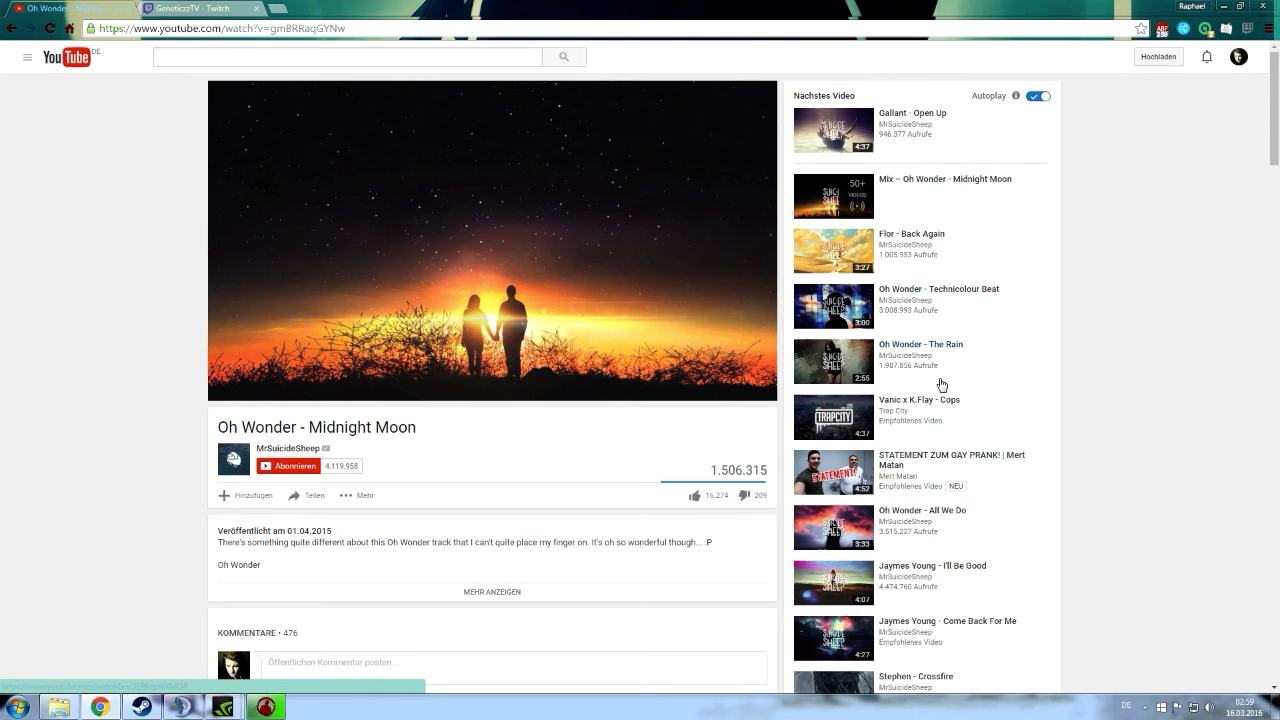 Oh Wonder - Midnig
GeneticzzTV - Twitch
Raphael
https://www.youtube.com/watch?v=gmBRRaqGYNw
YouTube DE
Hochladen
Nächstes Video
Autoplay
Gallant - Open Up
MrSuicideSheep
946.377 Aufrufe
4:37
Mix – Oh Wonder - Midnight Moon
50+
VIDEOS
Flor - Back Again
MrSuicideSheep
1.005.953 Aufrufe
3:27
Oh Wonder - Technicolour Beat
MrSuicideSheep
3.008.993 Aufrufe
3:00
Oh Wonder - The Rain
MrSuicideSheep
1.987.856 Aufrufe
2:55
Vanic x K.Flay - Cops
Trap City
Empfohlenes Video
TRAPCITY
4:37
STATEMENT ZUM GAY PRANK! | Mert
Matan
Mert Matan
Empfohlenes Video NEU
STATEMENT!
4:52
Oh Wonder - All We Do
MrSuicideSheep
3.515.227 Aufrufe
3:33
Jaymes Young - I'll Be Good
MrSuicideSheep
4.474.760 Aufrufe
4:07
Jaymes Young - Come Back For Me
MrSuicideSheep
Empfohlenes Video
4:27
Stephen - Crossfire
MrSuicideSheep
Oh Wonder - Midnight Moon
MrSuicideSheep
Abonnieren 4.119.958
1.506.315
Hinzufügen Teilen Mehr
16.274 209
Veröffentlicht am 01.04.2015
There's something quite different about this Oh Wonder track that I can't quite place my finger on. It's oh so wonderful though... :P
Oh Wonder
MEHR ANZEIGEN
KOMMENTARE • 476
Öffentlichen Kommentar posten...
DE
02:59
16.03.2016